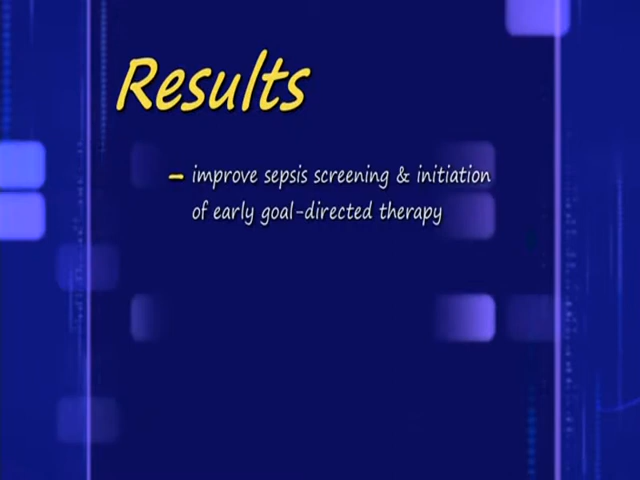 Results
– improve sepsis screening & initiation
of early goal-directed therapy